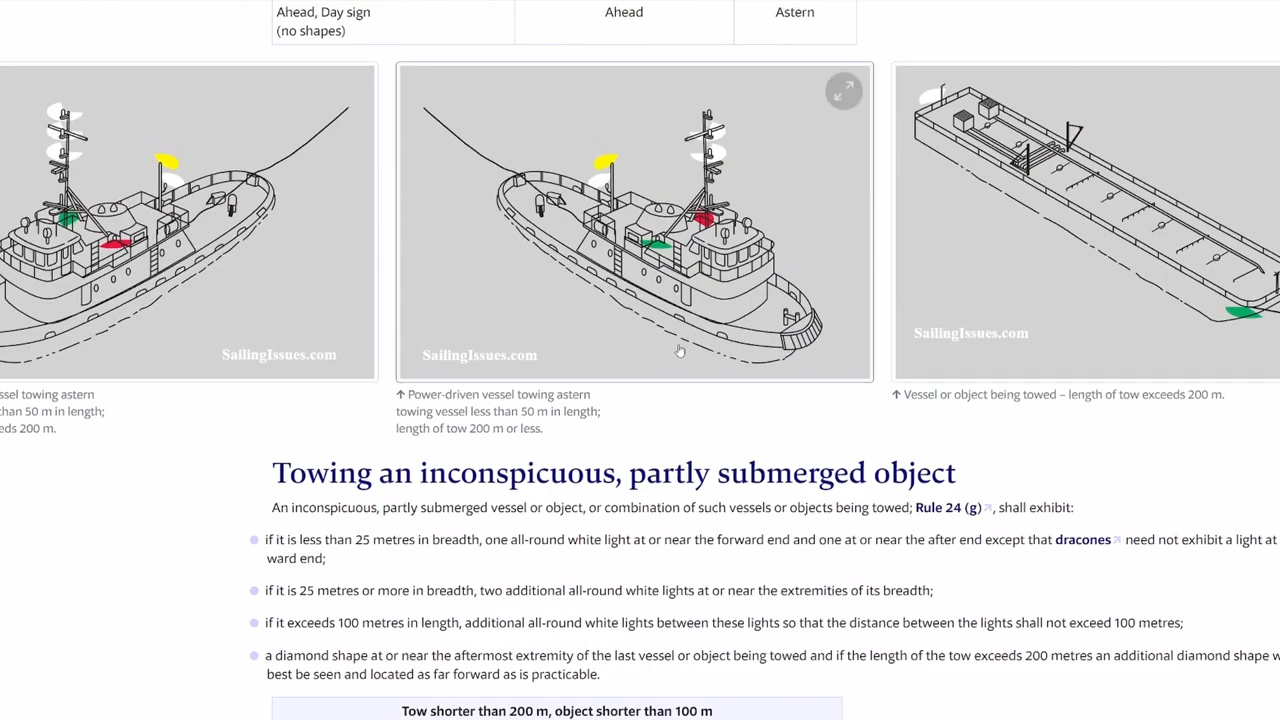 Ahead, Day sign
(no shapes)
Ahead
Astern
SailingIssues.com
SailingIssues.com
SailingIssues.com
ssel towing astern
than 50 m in length;
eds 200 m.
↑ Power-driven vessel towing astern
towing vessel less than 50 m in length;
length of tow 200 m or less.
↑ Vessel or object being towed – length of tow exceeds 200 m.
Towing an inconspicuous, partly submerged object
An inconspicuous, partly submerged vessel or object, or combination of such vessels or objects being towed; Rule 24 (g), shall exhibit:
if it is less than 25 metres in breadth, one all-round white light at or near the forward end and one at or near the after end except that dracones need not exhibit a light at
ward end;
if it is 25 metres or more in breadth, two additional all-round white lights at or near the extremities of its breadth;
if it exceeds 100 metres in length, additional all-round white lights between these lights so that the distance between the lights shall not exceed 100 metres;
a diamond shape at or near the aftermost extremity of the last vessel or object being towed and if the length of the tow exceeds 200 metres an additional diamond shape w
best be seen and located as far forward as is practicable.
Tow shorter than 200 m, object shorter than 100 m